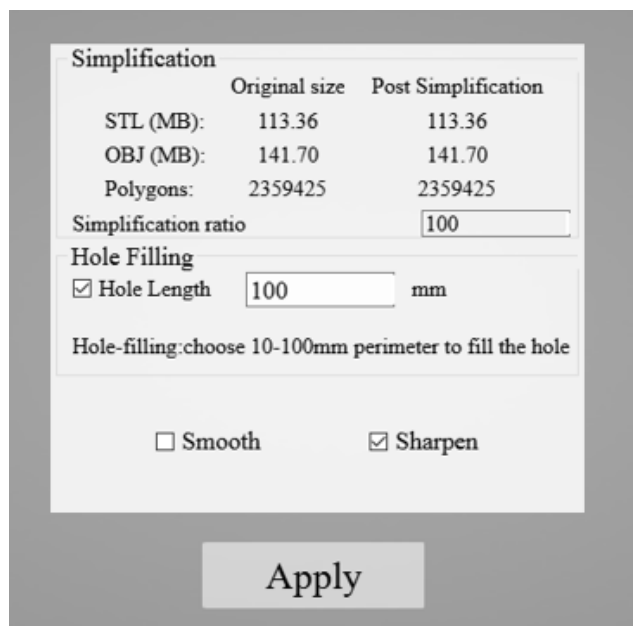 Simplification
Original size Post Simplification
STL (MB): 113.36 113.36
OBJ (MB): 141.70 141.70
Polygons: 2359425 2359425
Simplification ratio 100
Hole Filling
Hole Length 100 mm
Hole-filling:choose 10-100mm perimeter to fill the hole
Smooth Sharpen
Apply